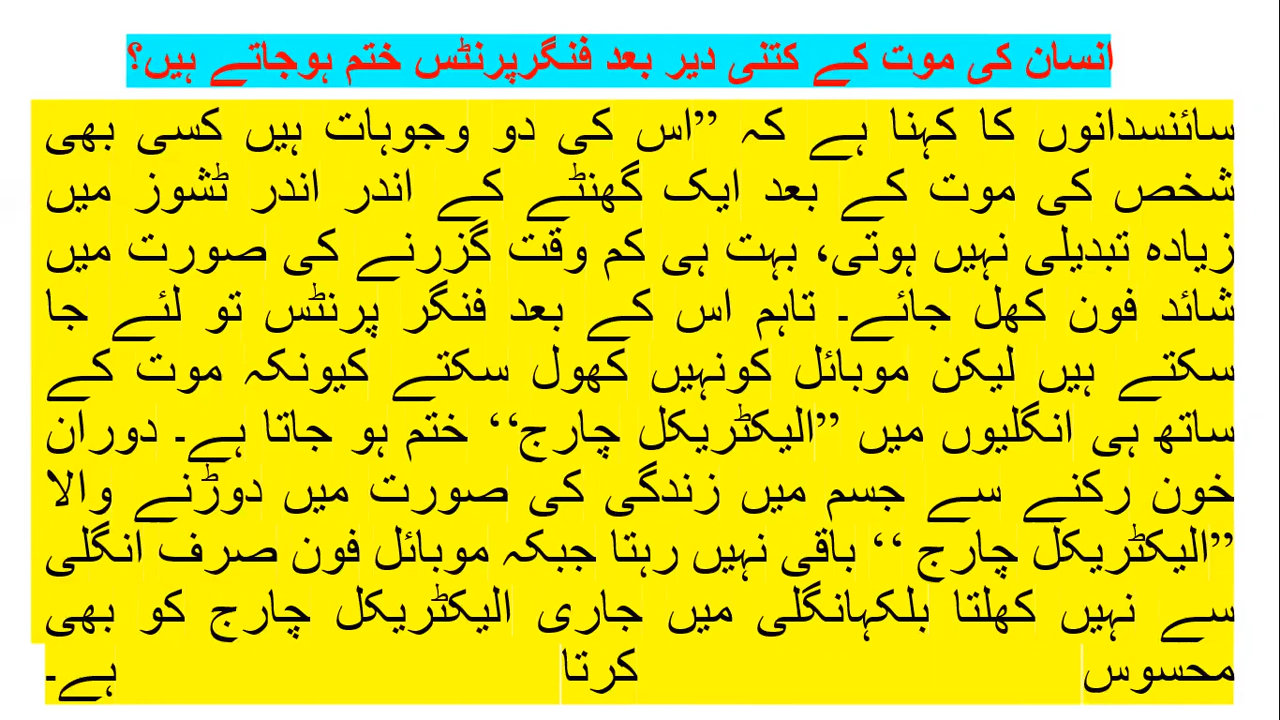 انسان کی موت کے کتنی دیر بعد فنگرپرنٹس ختم ہوجاتے ہیں؟
سائنسدانوں کا کہنا ہے کہ ”اس کی دو وجوہات ہیں کسی بھی
شخص کی موت کے بعد ایک گھنٹے کے اندر اندر ٹشوز میں
زیادہ تبدیلی نہیں ہوتی، بہت ہی کم وقت گزرنے کی صورت میں
شائد فون کھل جائے۔ تاہم اس کے بعد فنگر پرنٹس تو لئے جا
سکتے ہیں لیکن موبائل کونہیں کھول سکتے کیونکہ موت کے
ساتھ ہی انگلیوں میں ”الیکٹریکل چارج‘‘ ختم ہو جاتا ہے۔ دوران
خون رکنے سے جسم میں زندگی کی صورت میں دوڑنے والا
”الیکٹریکل چارج ‘‘ باقی نہیں رہتا جبکہ موبائل فون صرف انگلی
سے نہیں کھلتا بلکہانگلی میں جاری الیکٹریکل چارج کو بھی
محسوس کرتا ہے۔